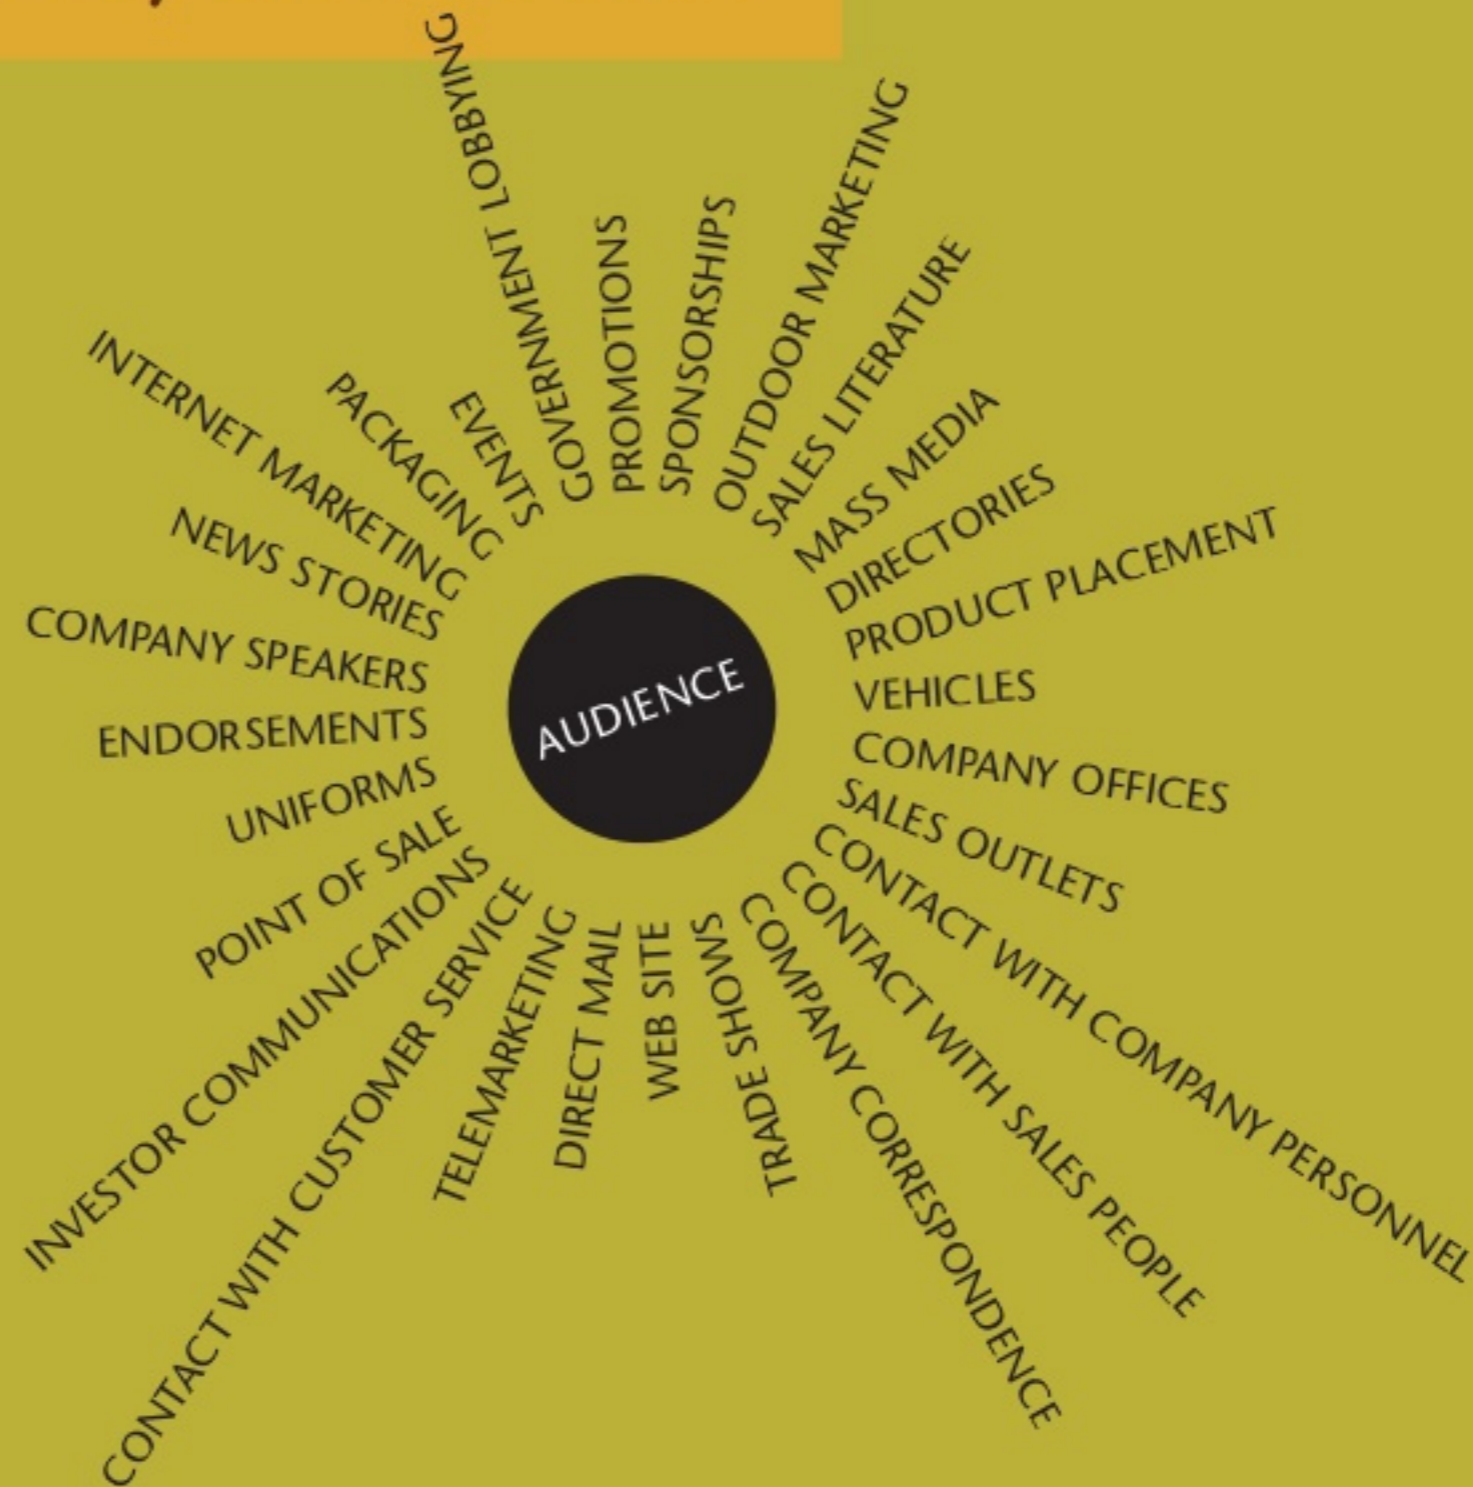 GOVERNMENT LOBBYING
PROMOTIONS
SPONSORSHIPS
OUTDOOR MARKETING
SALES LITERATURE
MASS MEDIA
DIRECTORIES
PRODUCT PLACEMENT
VEHICLES
COMPANY OFFICES
SALES OUTLETS
CONTACT WITH COMPANY PERSONNEL
CONTACT WITH SALES PEOPLE
COMPANY CORRESPONDENCE
TRADE SHOWS
WEB SITE
DIRECT MAIL
TELEMARKETING
CONTACT WITH CUSTOMER SERVICE
INVESTOR COMMUNICATIONS
POINT OF SALE
UNIFORMS
ENDORSEMENTS
COMPANY SPEAKERS
NEWS STORIES
INTERNET MARKETING
PACKAGING
EVENTS
AUDIENCE